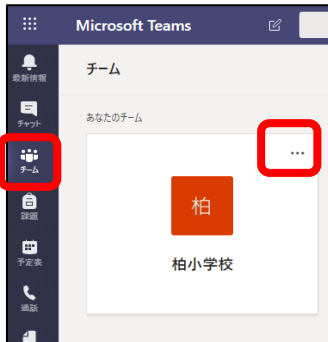 Microsoft Teams
最新情報
チャット
チーム
課題
予定表
通話
チーム
あなたのチーム
...
柏
柏小学校